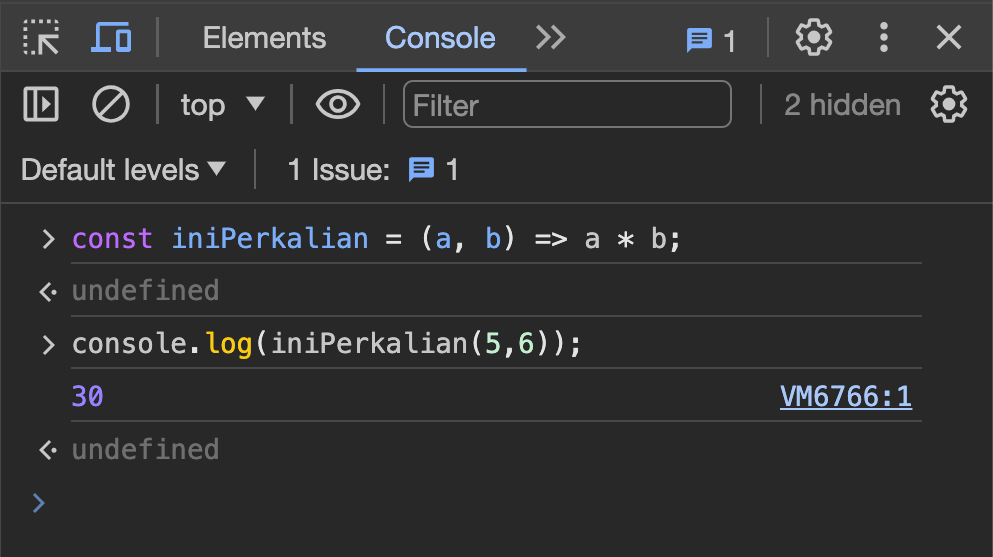 Elements Console 1
top Filter 2 hidden
Default levels 1 Issue: 1
const iniPerkalian = (a, b) => a * b;
undefined
console.log(iniPerkalian(5,6));
30 VM6766:1
undefined